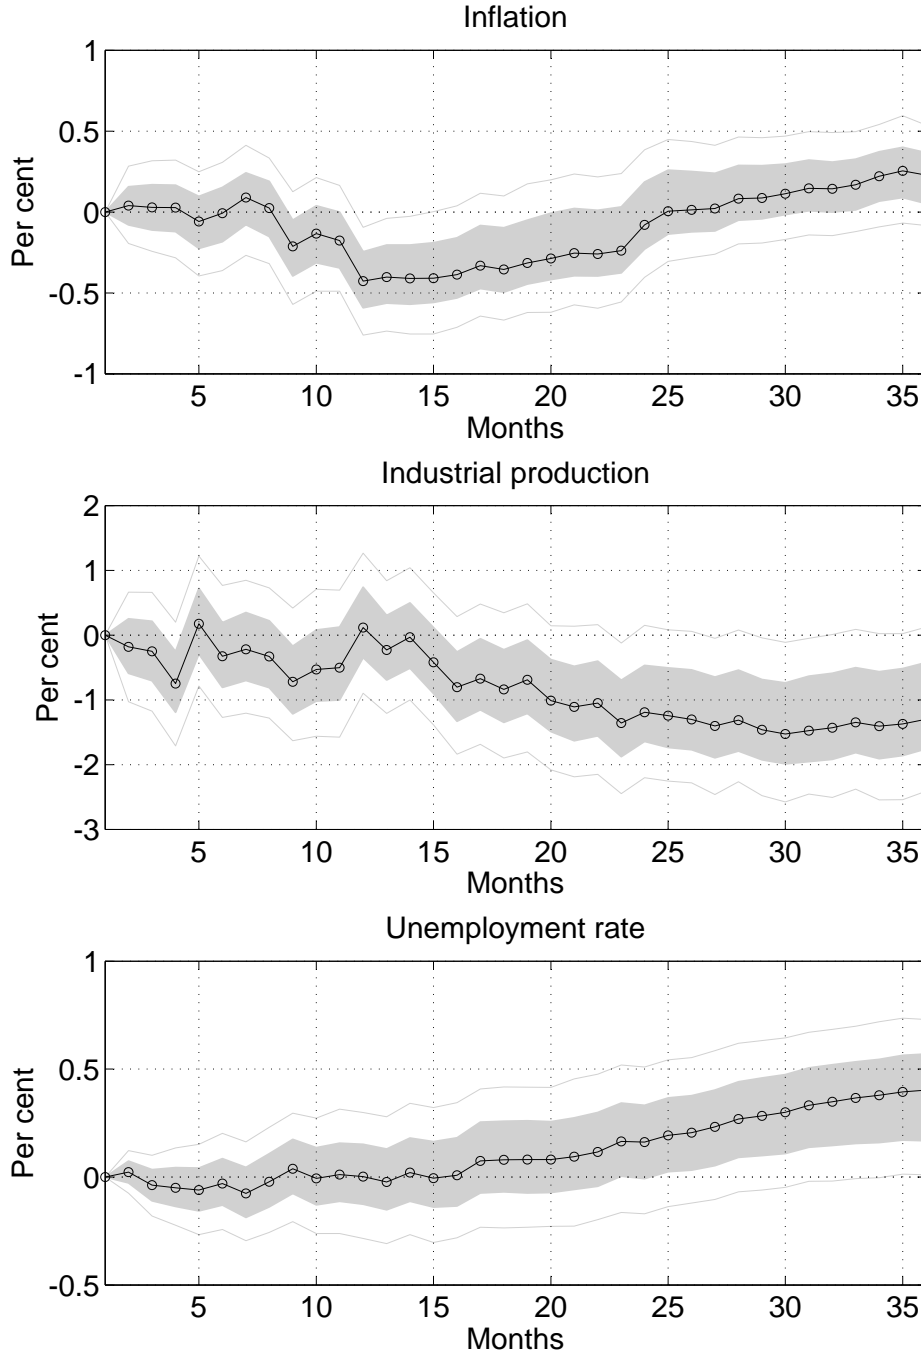 Inflation
1
0.5
0
-0.5
-1
Per cent
5 10 15 20 25 30 35
Months
Industrial production
2
1
0
-1
-2
-3
Per cent
5 10 15 20 25 30 35
Months
Unemployment rate
1
0.5
0
-0.5
Per cent
5 10 15 20 25 30 35
Months